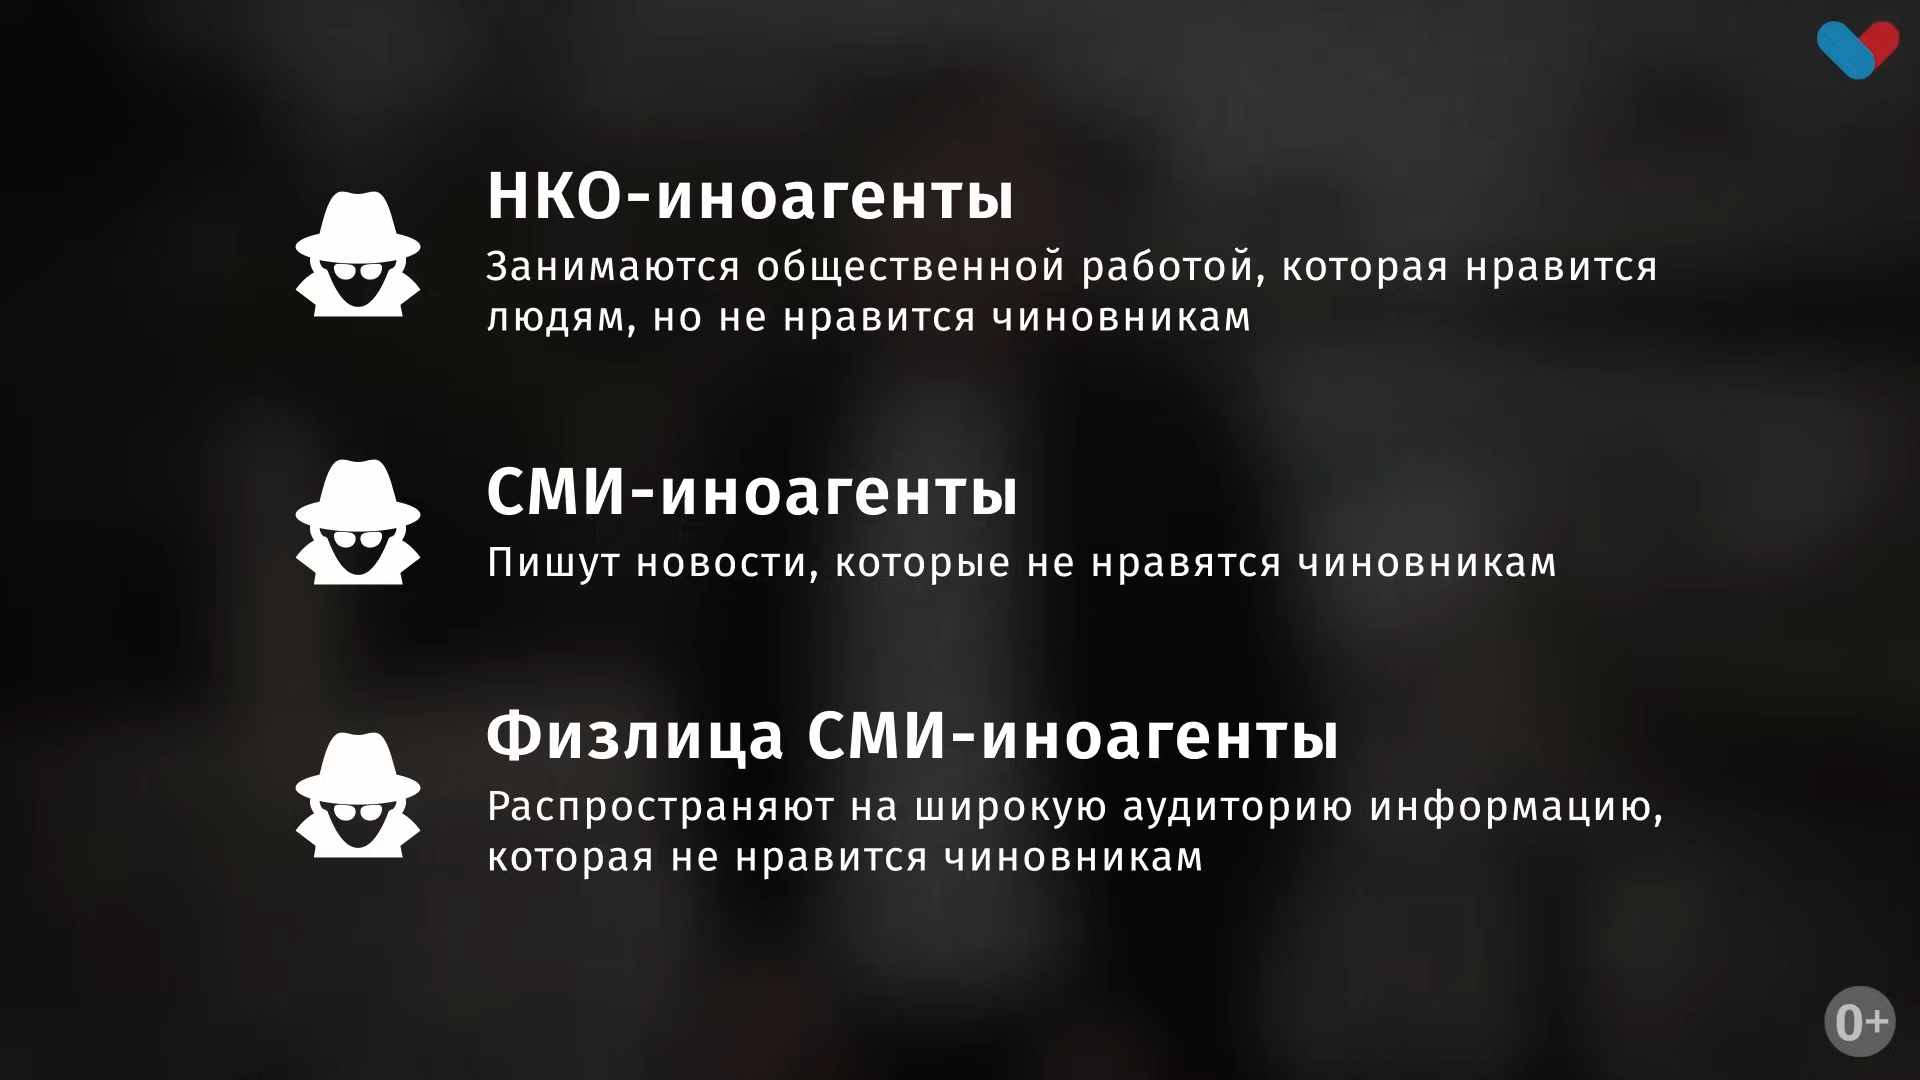 НКО-иноагенты
Занимаются общественной работой, которая нравится
людям, но не нравится чиновникам
СМИ-иноагенты
Пишут новости, которые не нравятся чиновникам
Физлица СМИ-иноагенты
Распространяют на широкую аудиторию информацию,
которая не нравится чиновникам
0+